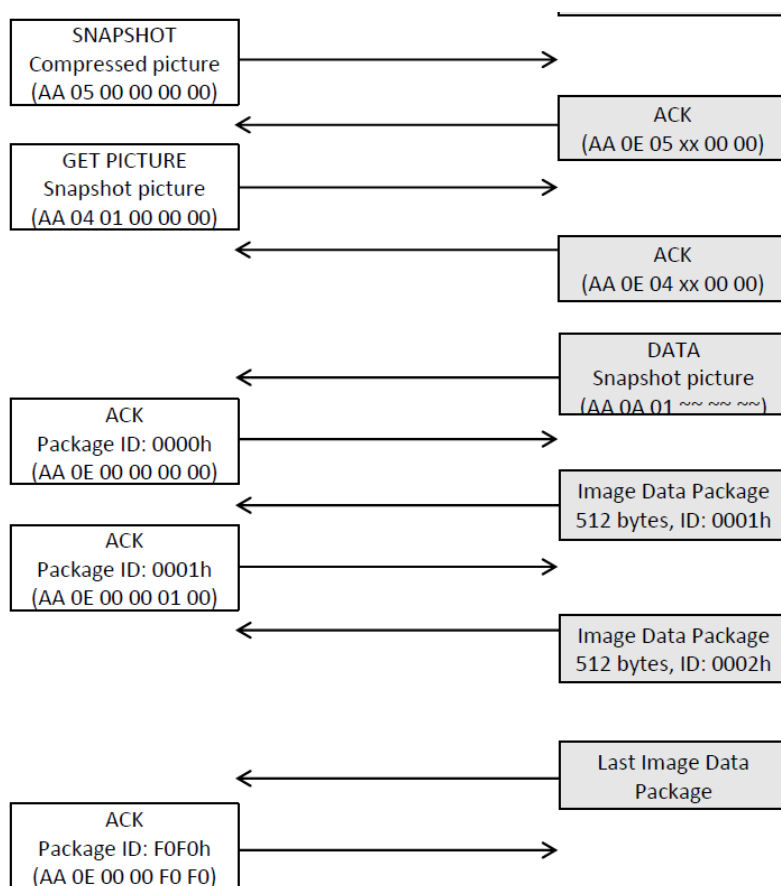 SNAPSHOT
Compressed picture
(AA 05 00 00 00 00)
ACK
(AA 0E 05 xx 00 00)
GET PICTURE
Snapshot picture
(AA 04 01 00 00 00)
ACK
(AA 0E 04 xx 00 00)
DATA
Snapshot picture
(AA 0A 01 ~~ ~~ ~~)
ACK
Package ID: 0000h
(AA 0E 00 00 00 00)
Image Data Package
512 bytes, ID: 0001h
ACK
Package ID: 0001h
(AA 0E 00 00 01 00)
Image Data Package
512 bytes, ID: 0002h
Last Image Data
Package
ACK
Package ID: F0F0h
(AA 0E 00 00 F0 F0)